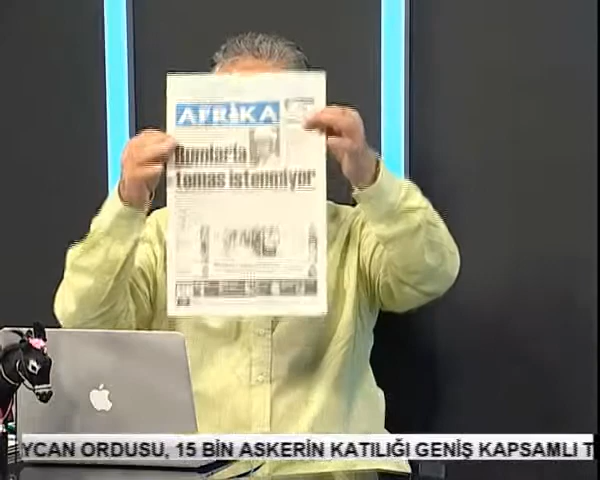 AFRİKA
Rumlarla
temas istenmiyor
YCAN ORDUSU, 15 BİN ASKERİN KATILIĞI GENİŞ KAPSAMLI T